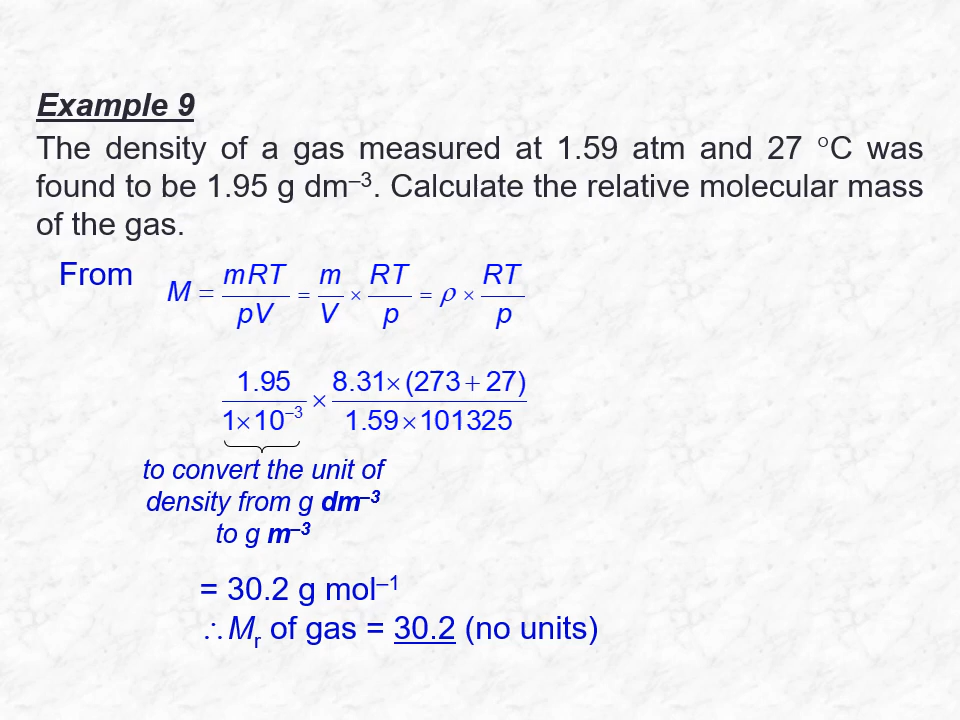 Example 9
The density of a gas measured at 1.59 atm and 27 °C was
found to be 1.95 g dm⁻³. Calculate the relative molecular mass
of the gas.
From M = mRT/pV = m/V × RT/p = ρ × RT/p
1.95/(1×10⁻³) × 8.31×(273+27)/(1.59×101325)
to convert the unit of
density from g dm⁻³
to g m⁻³
= 30.2 g mol⁻¹
∴Mᵣ of gas = 30.2 (no units)